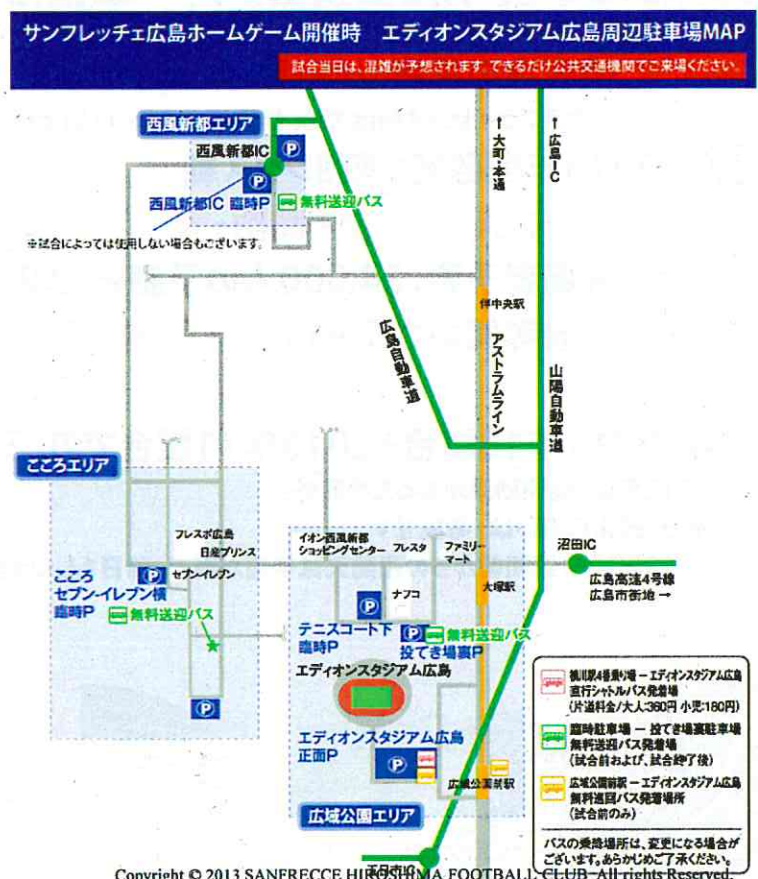 サンフレッチェ広島ホームゲーム開催時 エディオンスタジアム広島周辺駐車場MAP
試合当日は、混雑が予想されます。できるだけ公共交通機関でご来場ください。
西風新都エリア
西風新都IC
P
P
西風新都IC 臨時P
無料送迎バス
※試合によっては使用しない場合もございます。
↑大町・本通
↑広島IC
伴中央駅
広島自動車道
アストラムライン
山陽自動車道
こころエリア
フレスポ広島
日産プリンス
セブン-イレブン
P
こころ
セブン-イレブン横
臨時P
無料送迎バス
P
イオン西風新都
ショッピングセンター
フレスタ
ファミリー
マート
沼田IC
広島高速4号線
広島市街地 →
大塚駅
ナフコ
P
テニスコート下
臨時P
P
無料送迎バス
投てき場裏P
エディオンスタジアム広島
エディオンスタジアム広島
正面P
P
広域公園前駅
広域公園エリア
五日市IC
横川駅4番乗り場 ー エディオンスタジアム広島
直行シャトルバス発着場
(片道料金/大人:360円 小児:180円)
臨時駐車場 ー 投てき場裏駐車場
無料送迎バス発着場
(試合前および、試合終了後)
広域公園前駅 ー エディオンスタジアム広島
無料巡回バス発着場所
(試合前のみ)
バスの乗降場所は、変更になる場合が
ございます。あらかじめご了承ください。
Copyright © 2013 SANFRECCE HIROSHIMA FOOTBALL CLUB All rights Reserved.